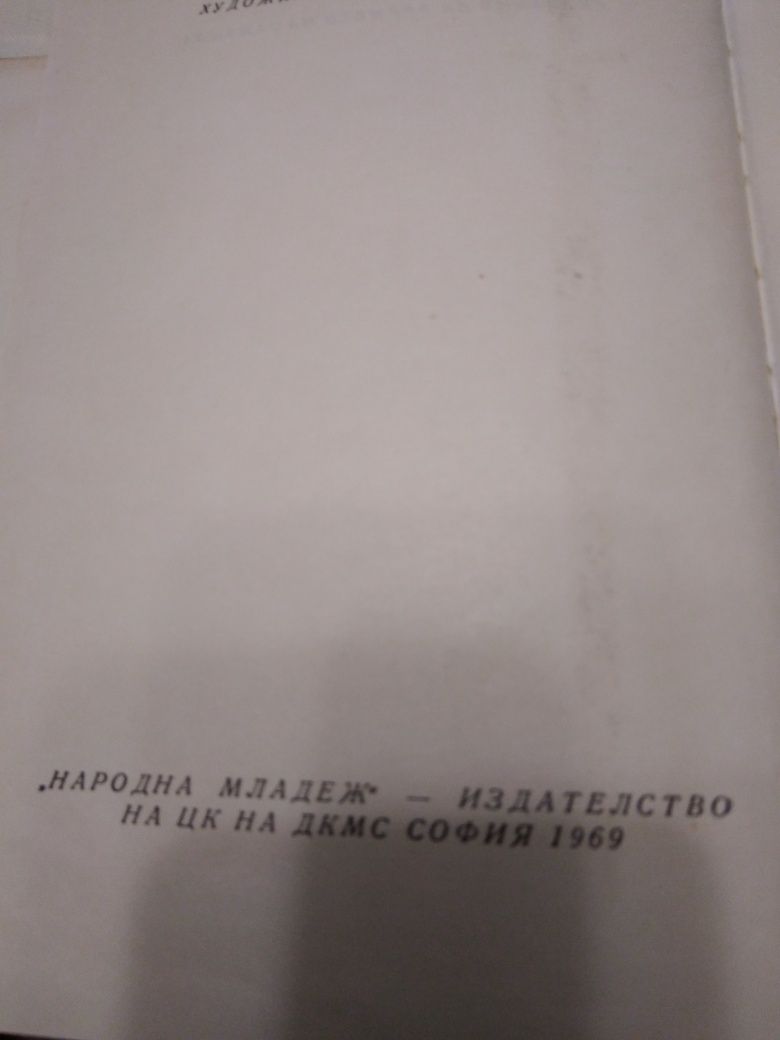 „НАРОДНА МЛАДЕЖ“ — ИЗДАТЕЛСТВО
НА ЦК НА ДКМС СОФИЯ 1969